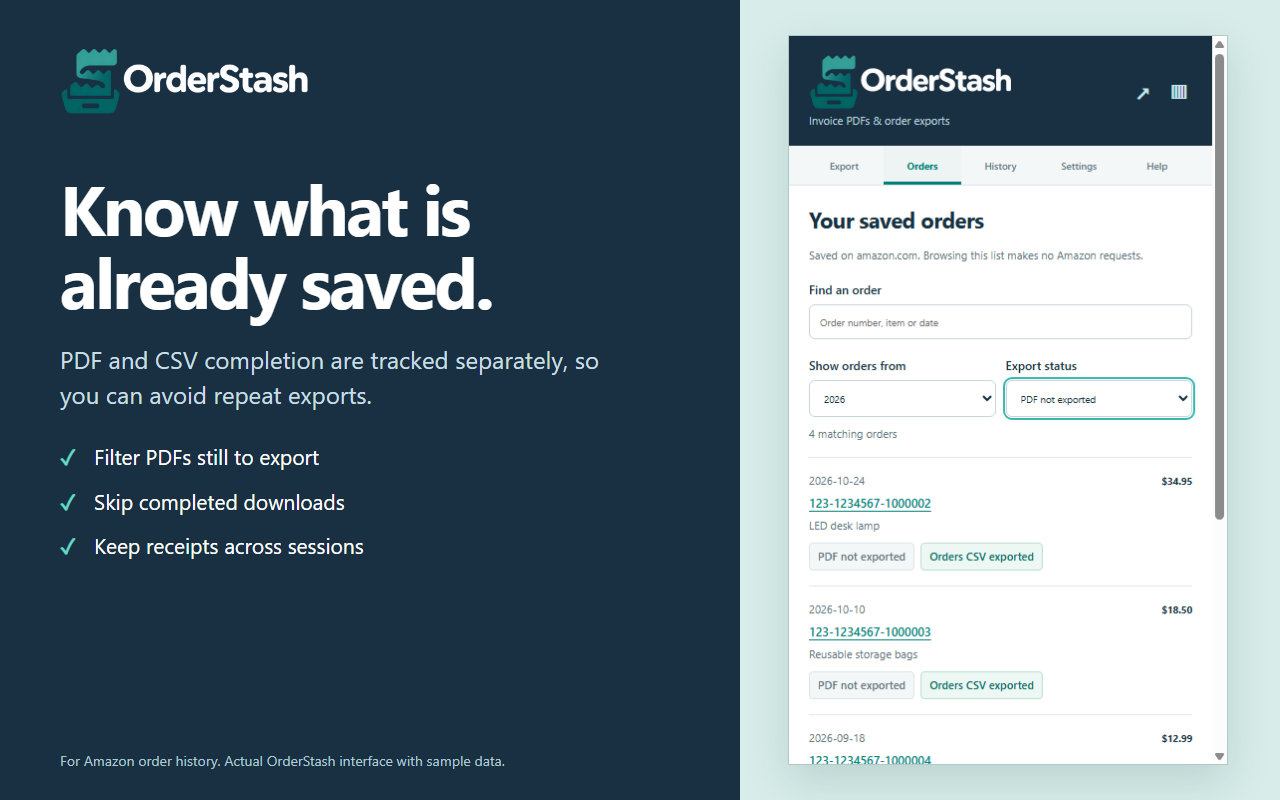 OrderStash
Know what is
already saved.
PDF and CSV completion are tracked separately, so
you can avoid repeat exports.
✓ Filter PDFs still to export
✓ Skip completed downloads
✓ Keep receipts across sessions
For Amazon order history. Actual OrderStash interface with sample data.
OrderStash
Invoice PDFs & order exports
Export Orders History Settings Help
Your saved orders
Saved on amazon.com. Browsing this list makes no Amazon requests.
Find an order
Order number, item or date
Show orders from Export status
2026 PDF not exported
4 matching orders
2026-10-24 $34.95
123-1234567-1000002
LED desk lamp
PDF not exported Orders CSV exported
2026-10-10 $18.50
123-1234567-1000003
Reusable storage bags
PDF not exported Orders CSV exported
2026-09-18 $12.99
123-1234567-1000004